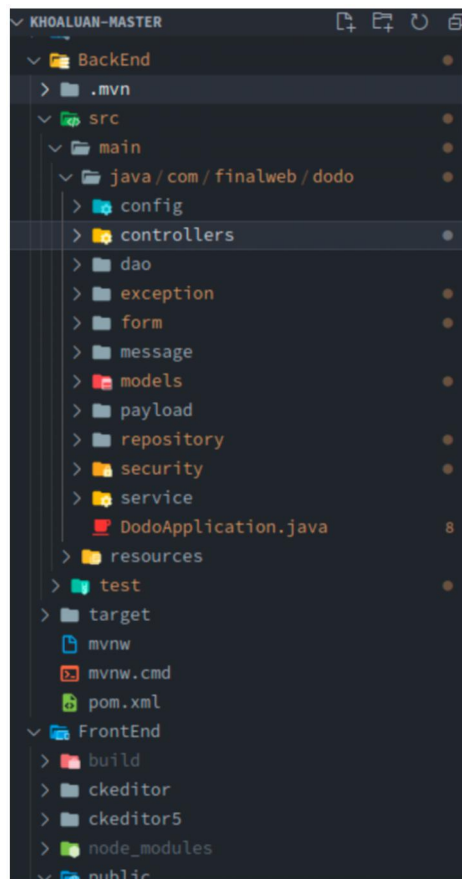 KHOALUAN-MASTER
BackEnd
.mvn
src
main
java/com/finalweb/dodo
config
controllers
dao
exception
form
message
models
payload
repository
security
service
DodoApplication.java 8
resources
test
target
mvnw
mvnw.cmd
pom.xml
FrontEnd
build
ckeditor
ckeditor5
node_modules
public